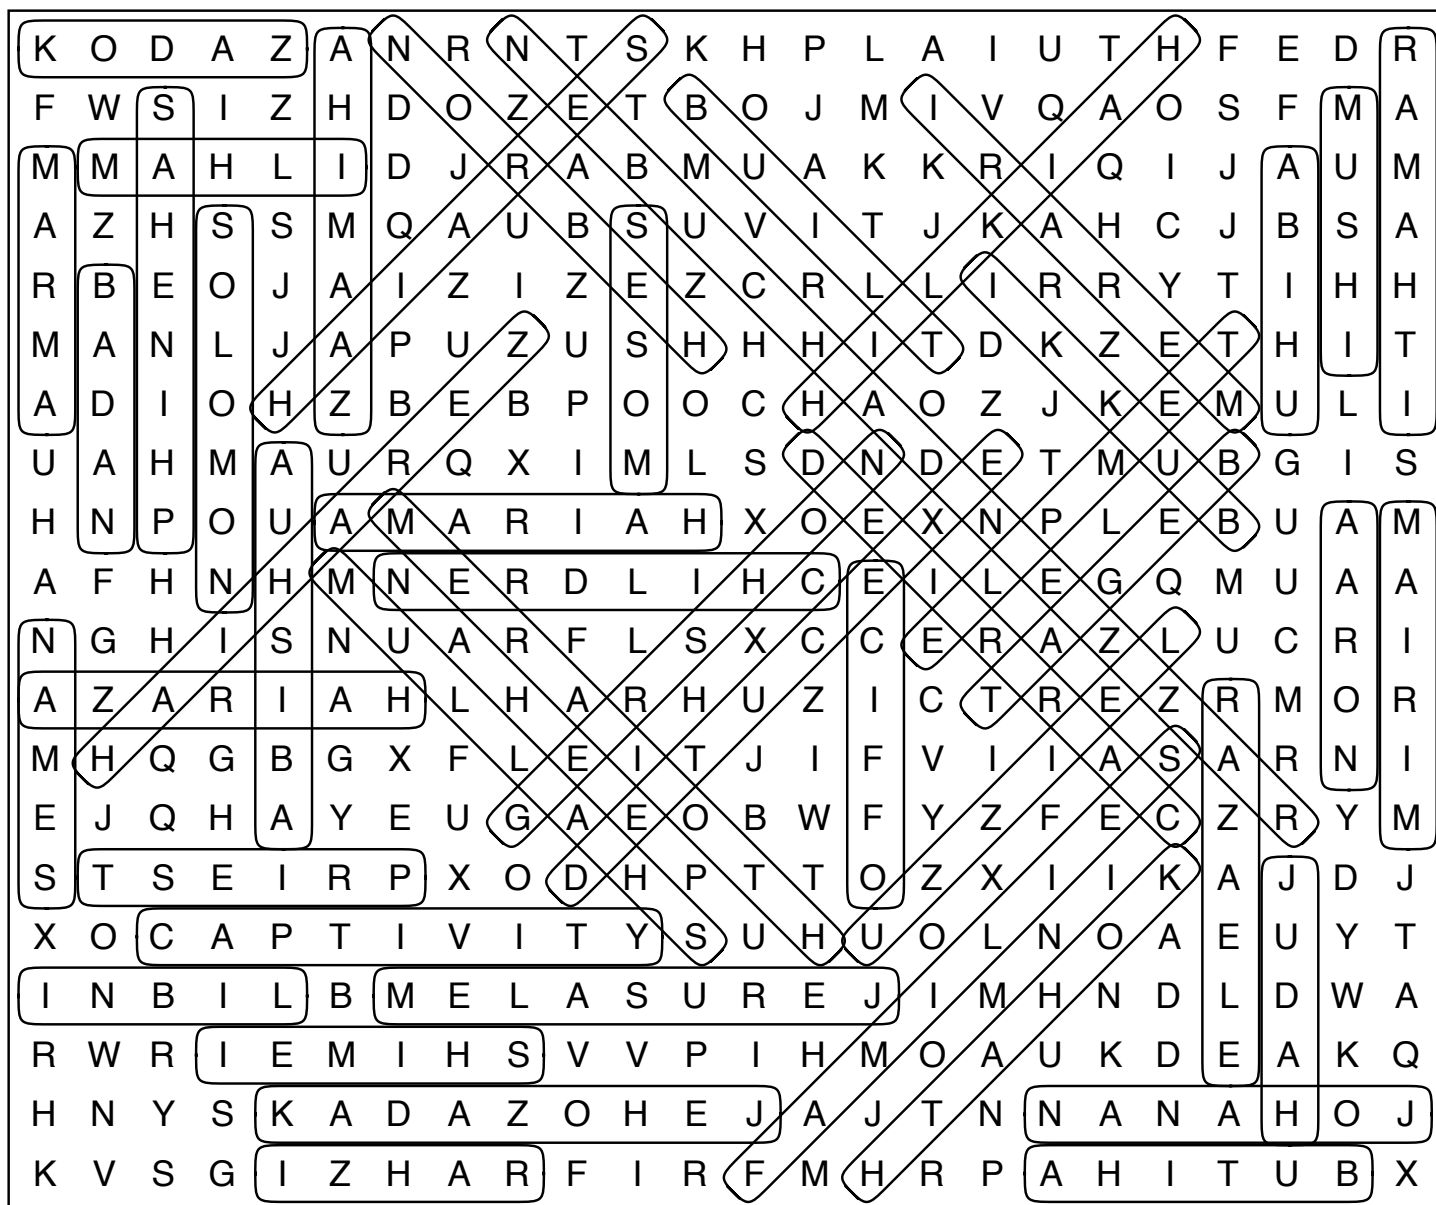 K O D A Z A N R N T S K H P L A I U T H F E D R
F W S I Z H D O Z E T B O J M I V Q A O S F M A
M M A H L I D J R A B M U A K K R I Q I J A U M
A Z H S S M Q A U B S U V I T J K A H C J B S A
R B E O J A I Z I Z E Z C R L L I R R Y T I H H
M A N L J A P U Z U S H H H I T D K Z E T H I T
A D I O H Z B E B P O O C H A O Z J K E M U L I
U A H M A U R Q X I M L S D N D E T M U B G I S
H N P O U A M A R I A H X O E X N P L E B U A M
A F H N H M N E R D L I H C E I L E G Q M U A A
N G H I S N U A R F L S X C C E R A Z L U C R I
A Z A R I A H L H A R H U Z I C T R E Z R M O R
M H Q G B G X F L E I T J I F V I I A S A R N I
E J Q H A Y E U G A E O B W F Y Z F E C Z R Y M
S T S E I R P X O D H P T T O Z X I I K A J D J
X O C A P T I V I T Y S U H U O L N O A E U Y T
I N B I L B M E L A S U R E J I M H N D L D W A
R W R I E M I H S V V P I H M O A U K D E A K Q
H N Y S K A D A Z O H E J A J T N N A N A H O J
K V S G I Z H A R F I R F M H R P A H I T U B X